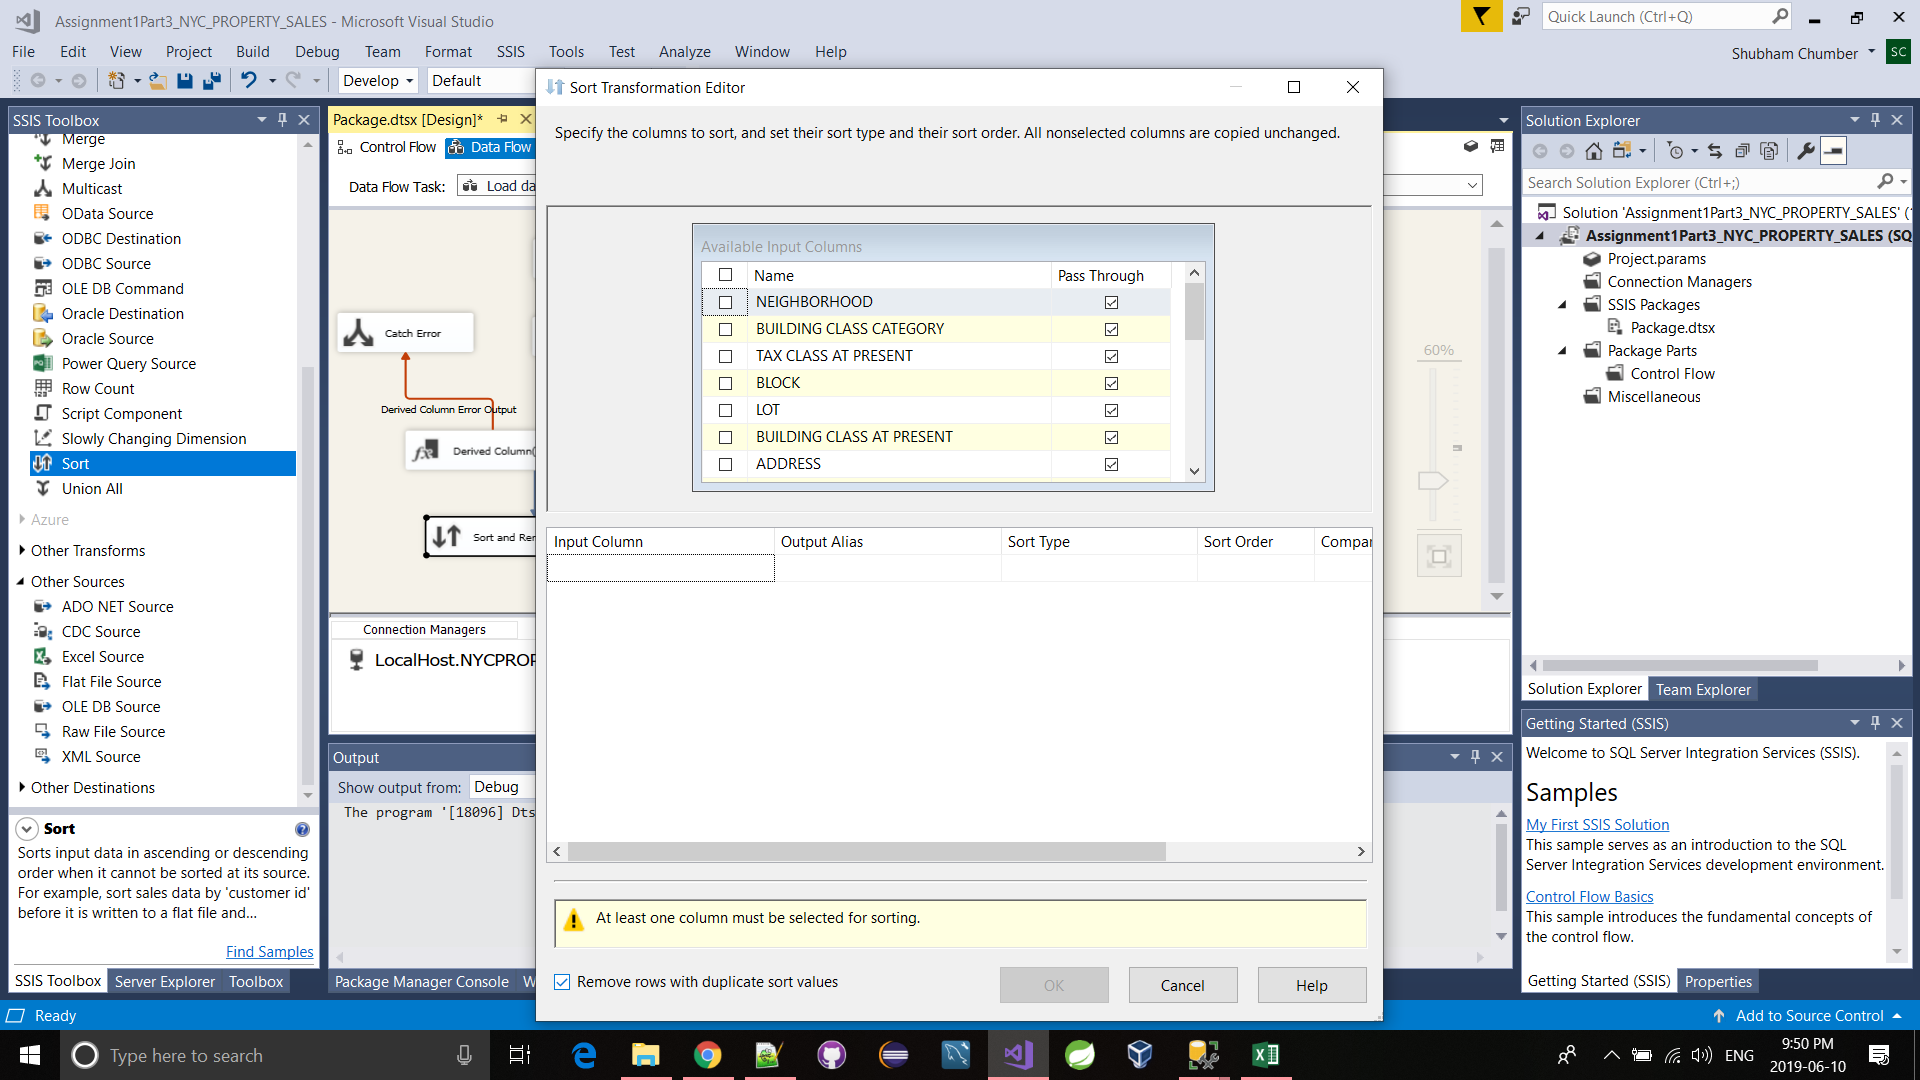 Assignment1Part3_NYC_PROPERTY_SALES - Microsoft Visual Studio
Quick Launch (Ctrl+Q)
File Edit View Project Build Debug Team Format SSIS Tools Test Analyze Window Help
Shubham Chumber SC
Develop Default
SSIS Toolbox
Merge
Merge Join
Multicast
OData Source
ODBC Destination
ODBC Source
OLE DB Command
Oracle Destination
Oracle Source
Power Query Source
Row Count
Script Component
Slowly Changing Dimension
Sort
Union All
Azure
Other Transforms
Other Sources
ADO NET Source
CDC Source
Excel Source
Flat File Source
OLE DB Source
Raw File Source
XML Source
Other Destinations
Sort
Sorts input data in ascending or descending
order when it cannot be sorted at its source.
For example, sort sales data by 'customer id'
before it is written to a flat file and...
Find Samples
SSIS Toolbox Server Explorer Toolbox
Package.dtsx [Design]*
Control Flow Data Flow
Data Flow Task: Load da
Catch Error
Derived Column Error Output
Derived Column(
Sort and Rer
60%
Connection Managers
LocalHost.NYCPROP
Output
Show output from: Debug
The program '[18096] Dts
Package Manager Console W
Sort Transformation Editor
Specify the columns to sort, and set their sort type and their sort order. All nonselected columns are copied unchanged.
Available Input Columns
Name Pass Through
NEIGHBORHOOD
BUILDING CLASS CATEGORY
TAX CLASS AT PRESENT
BLOCK
LOT
BUILDING CLASS AT PRESENT
ADDRESS
Input Column Output Alias Sort Type Sort Order Compar
At least one column must be selected for sorting.
Remove rows with duplicate sort values
OK Cancel Help
Solution Explorer
Search Solution Explorer (Ctrl+;)
Solution 'Assignment1Part3_NYC_PROPERTY_SALES' (
Assignment1Part3_NYC_PROPERTY_SALES (SQ
Project.params
Connection Managers
SSIS Packages
Package.dtsx
Package Parts
Control Flow
Miscellaneous
Solution Explorer Team Explorer
Getting Started (SSIS)
Welcome to SQL Server Integration Services (SSIS).
Samples
My First SSIS Solution
This sample serves as an introduction to the SQL
Server Integration Services development environment.
Control Flow Basics
This sample introduces the fundamental concepts of
the control flow.
Getting Started (SSIS) Properties
Ready
Add to Source Control
Type here to search
ENG
9:50 PM
2019-06-10